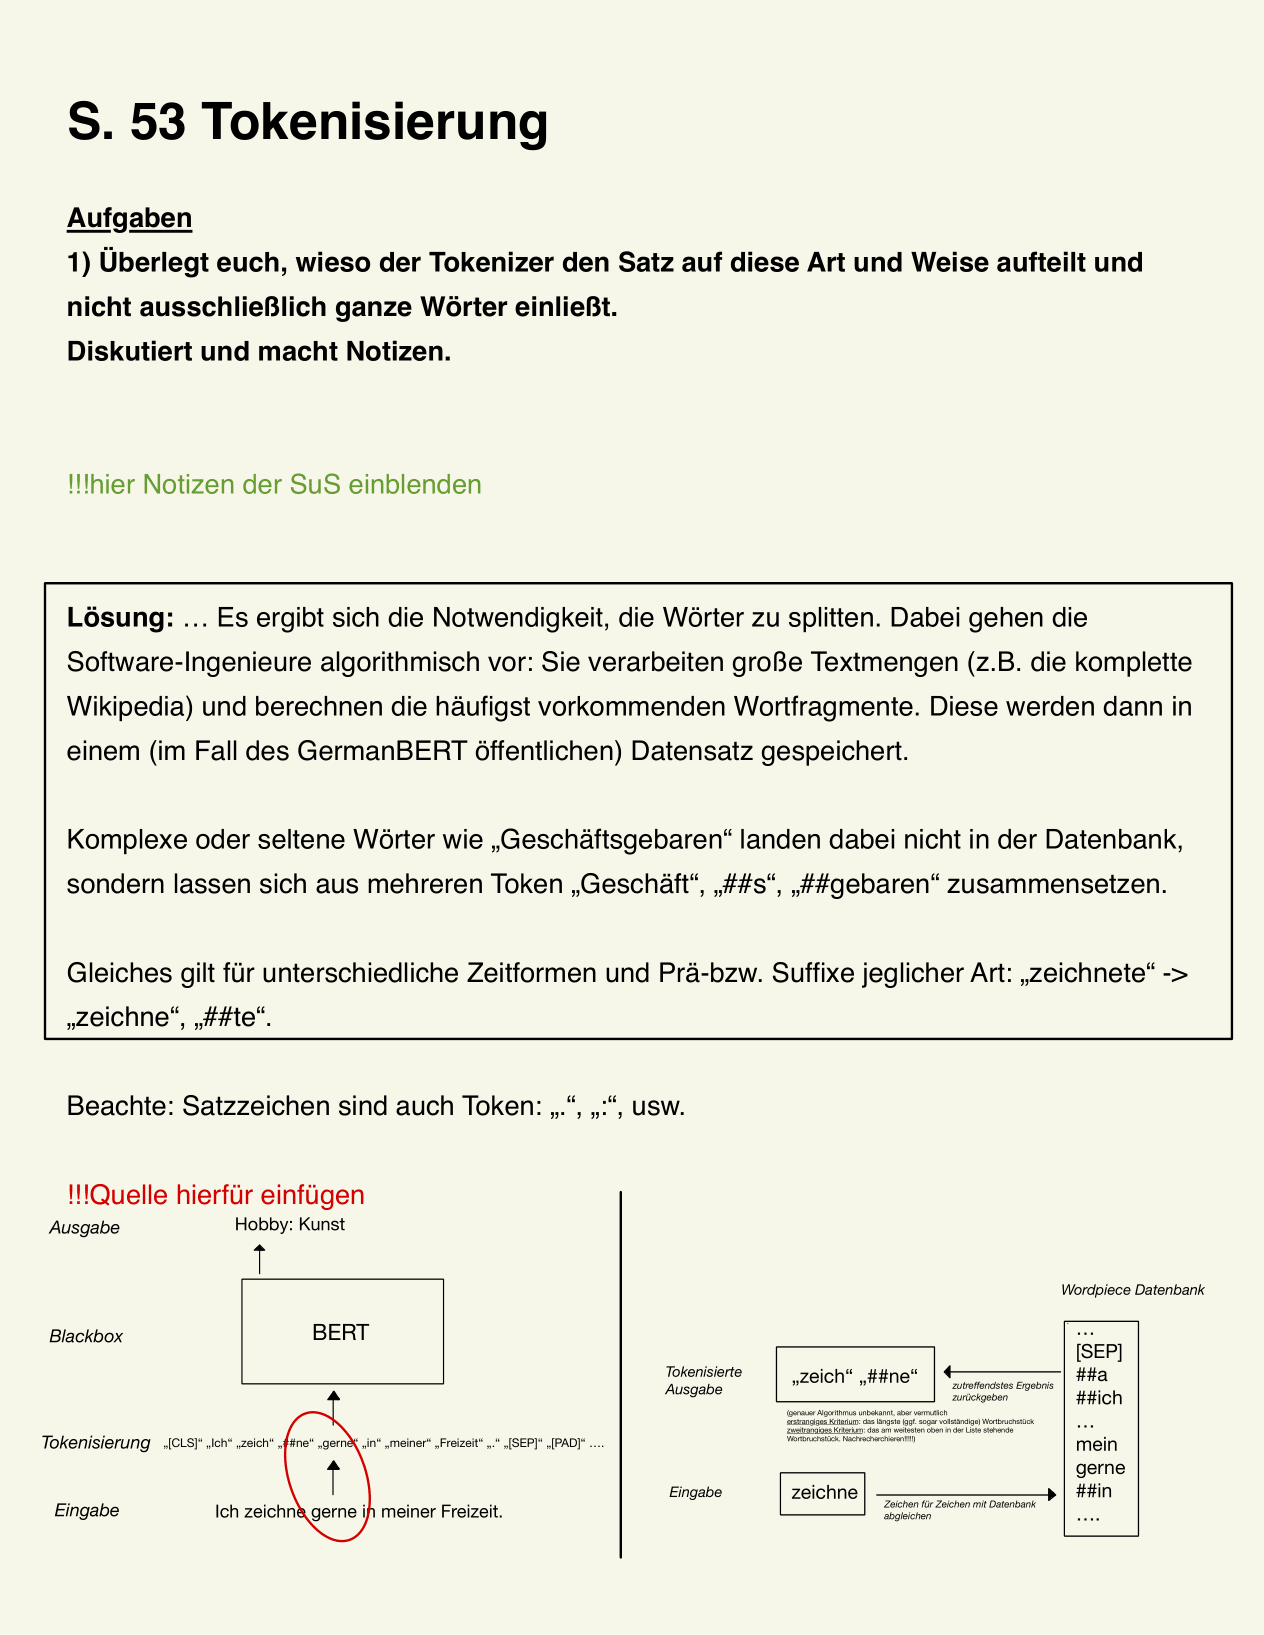 S. 53 Tokenisierung
Aufgaben
1) Überlegt euch, wieso der Tokenizer den Satz auf diese Art und Weise aufteilt und
nicht ausschließlich ganze Wörter einließt.
Diskutiert und macht Notizen.
!!!hier Notizen der SuS einblenden
Lösung: … Es ergibt sich die Notwendigkeit, die Wörter zu splitten. Dabei gehen die
Software-Ingenieure algorithmisch vor: Sie verarbeiten große Textmengen (z.B. die komplette
Wikipedia) und berechnen die häufigst vorkommenden Wortfragmente. Diese werden dann in
einem (im Fall des GermanBERT öffentlichen) Datensatz gespeichert.
Komplexe oder seltene Wörter wie „Geschäftsgebaren“ landen dabei nicht in der Datenbank,
sondern lassen sich aus mehreren Token „Geschäft“, „##s“, „##gebaren“ zusammensetzen.
Gleiches gilt für unterschiedliche Zeitformen und Prä-bzw. Suffixe jeglicher Art: „zeichnete“ ->
„zeichne“, „##te“.
Beachte: Satzzeichen sind auch Token: „.“, „:“, usw.
!!!Quelle hierfür einfügen
Ausgabe
Hobby: Kunst
Blackbox
BERT
Tokenisierung
„[CLS]“ „Ich“ „zeich“ „##ne“ „gerne“ „in“ „meiner“ „Freizeit“ „.“ „[SEP]“ „[PAD]“ ….
Eingabe
Ich zeichne gerne in meiner Freizeit.
Wordpiece Datenbank
…
[SEP]
##a
##ich
…
mein
gerne
##in
….
Tokenisierte
Ausgabe
„zeich“ „##ne“
zutreffendstes Ergebnis
zurückgeben
(genauer Algorithmus unbekannt, aber vermutlich
erstrangiges Kriterium: das längste (ggf. sogar vollständige) Wortbruchstück
zweitrangiges Kriterium: das am weitesten oben in der Liste stehende
Wortbruchstück. Nachrecherchieren!!!!!)
Eingabe
zeichne
Zeichen für Zeichen mit Datenbank
abgleichen